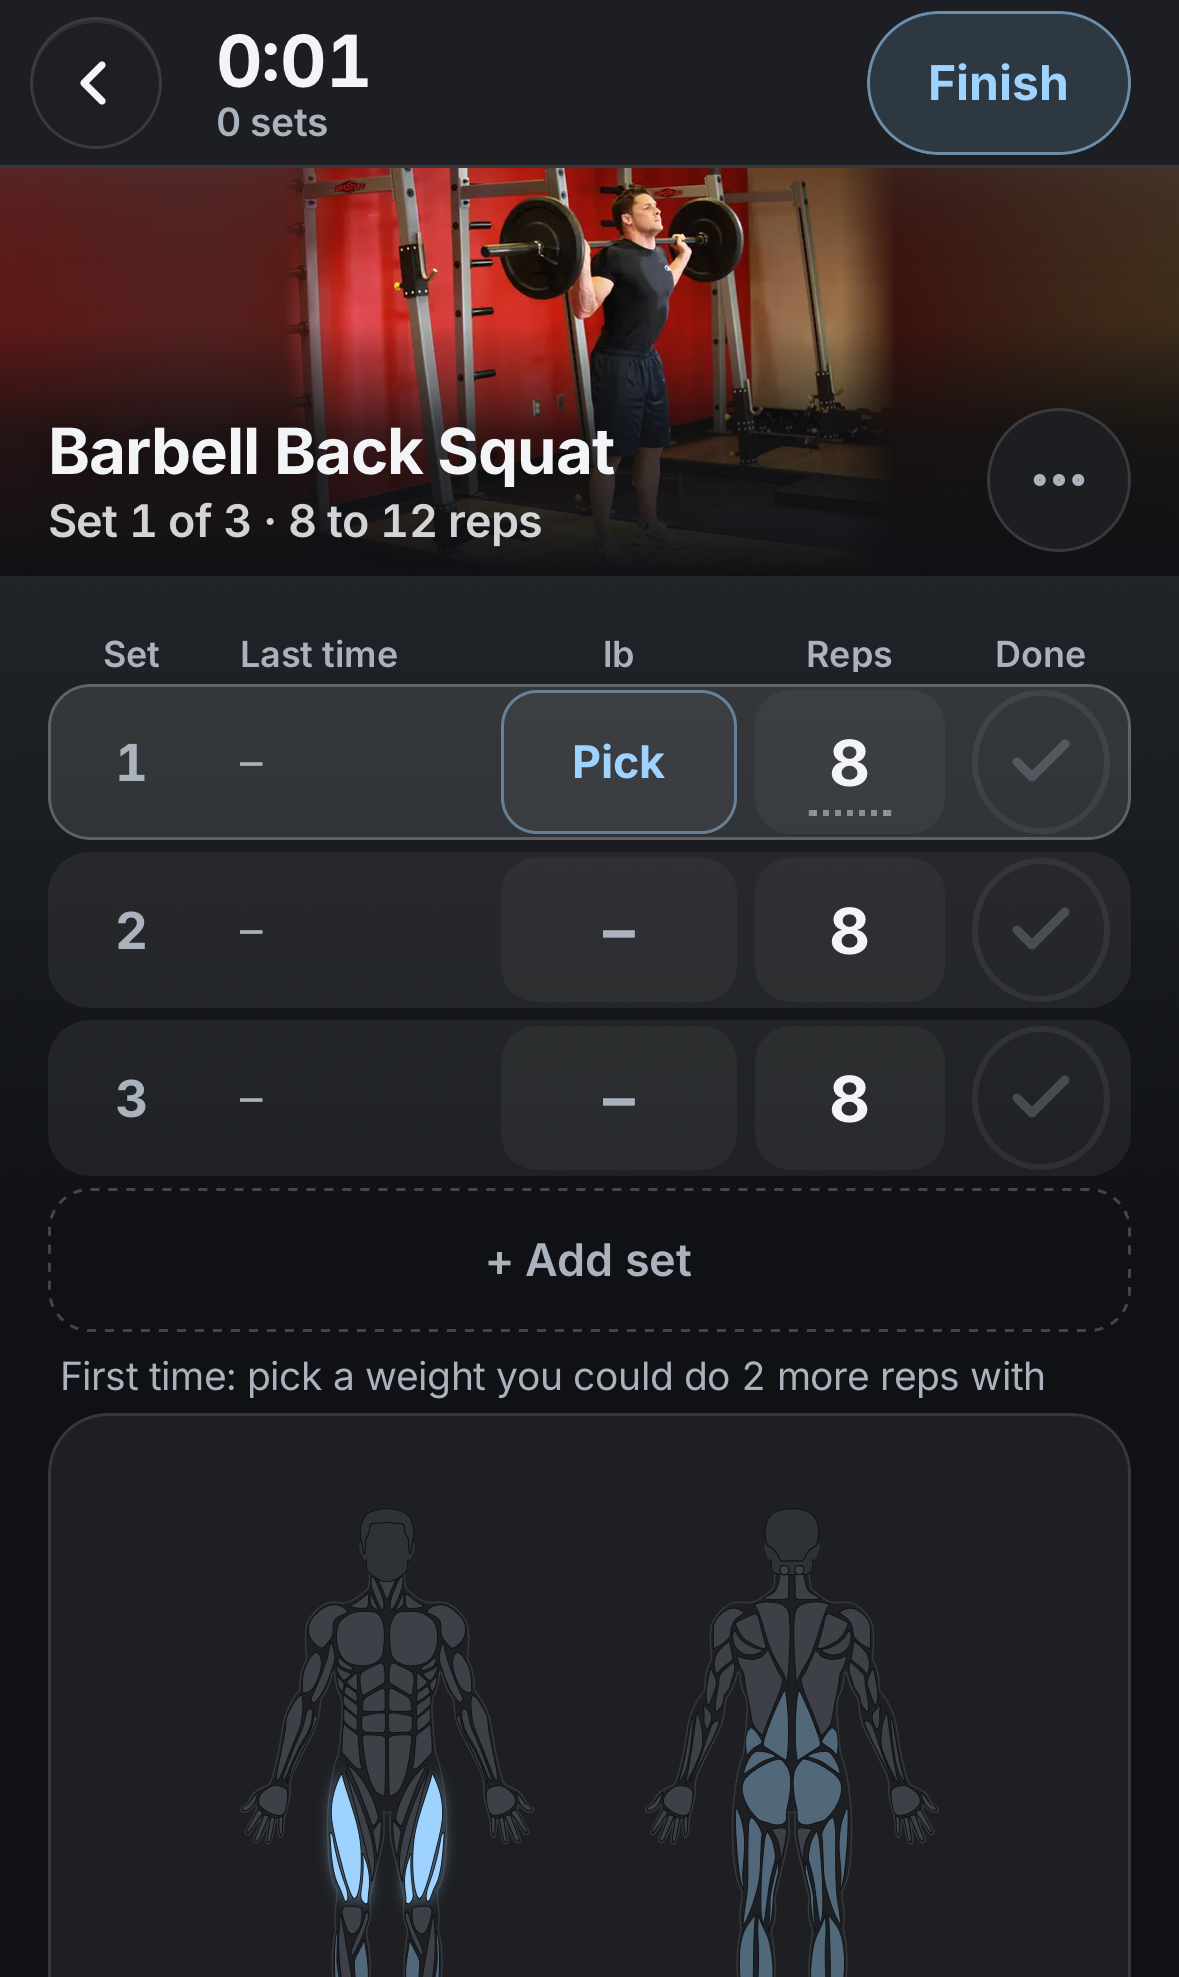 0:01
0 sets
Finish
Barbell Back Squat
Set 1 of 3 · 8 to 12 reps
Set Last time lb Reps Done
1 – Pick 8
2 – – 8
3 – – 8
+ Add set
First time: pick a weight you could do 2 more reps with